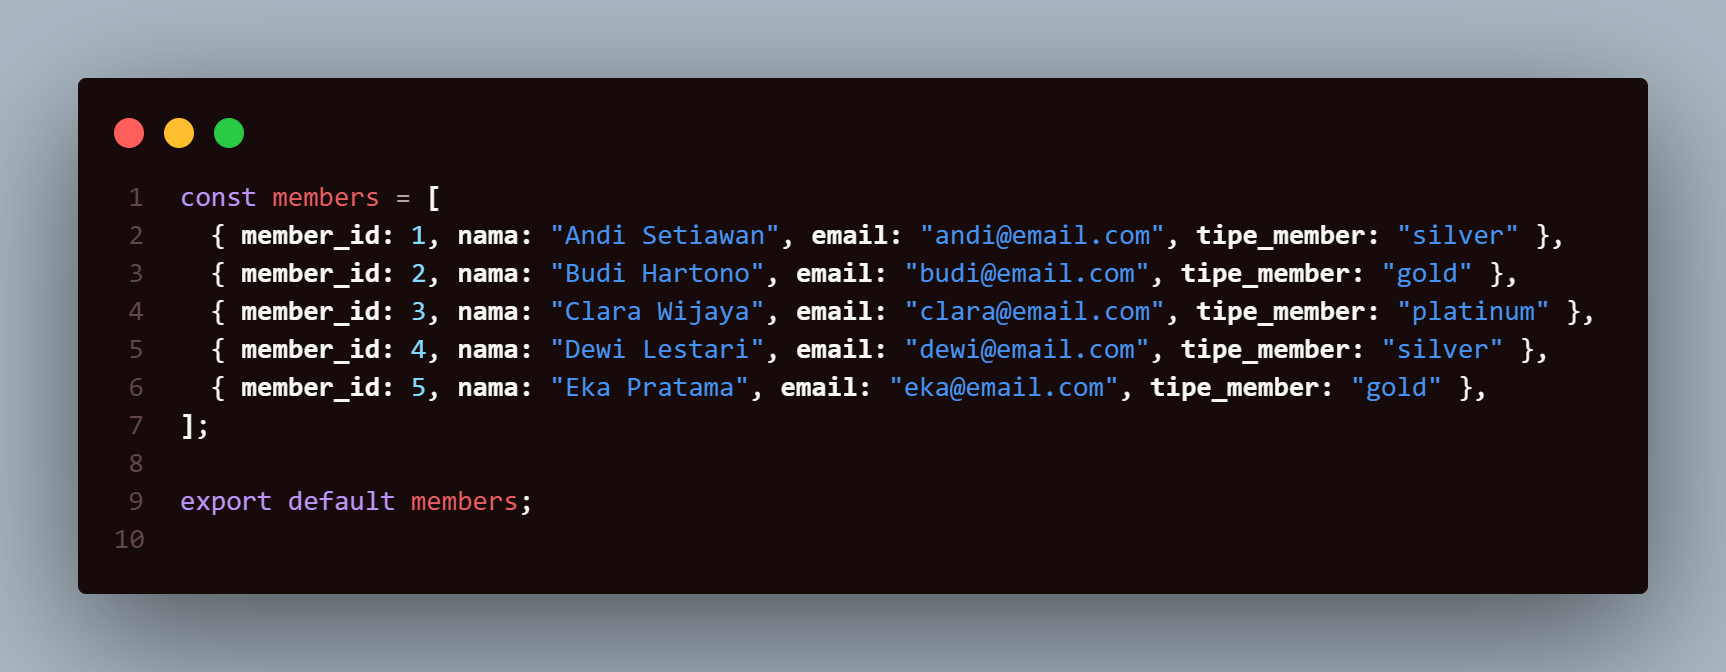 1 const members = [
2   { member_id: 1, nama: "Andi Setiawan", email: "andi@email.com", tipe_member: "silver" },
3   { member_id: 2, nama: "Budi Hartono", email: "budi@email.com", tipe_member: "gold" },
4   { member_id: 3, nama: "Clara Wijaya", email: "clara@email.com", tipe_member: "platinum" },
5   { member_id: 4, nama: "Dewi Lestari", email: "dewi@email.com", tipe_member: "silver" },
6   { member_id: 5, nama: "Eka Pratama", email: "eka@email.com", tipe_member: "gold" },
7 ];
8
9 export default members;
10